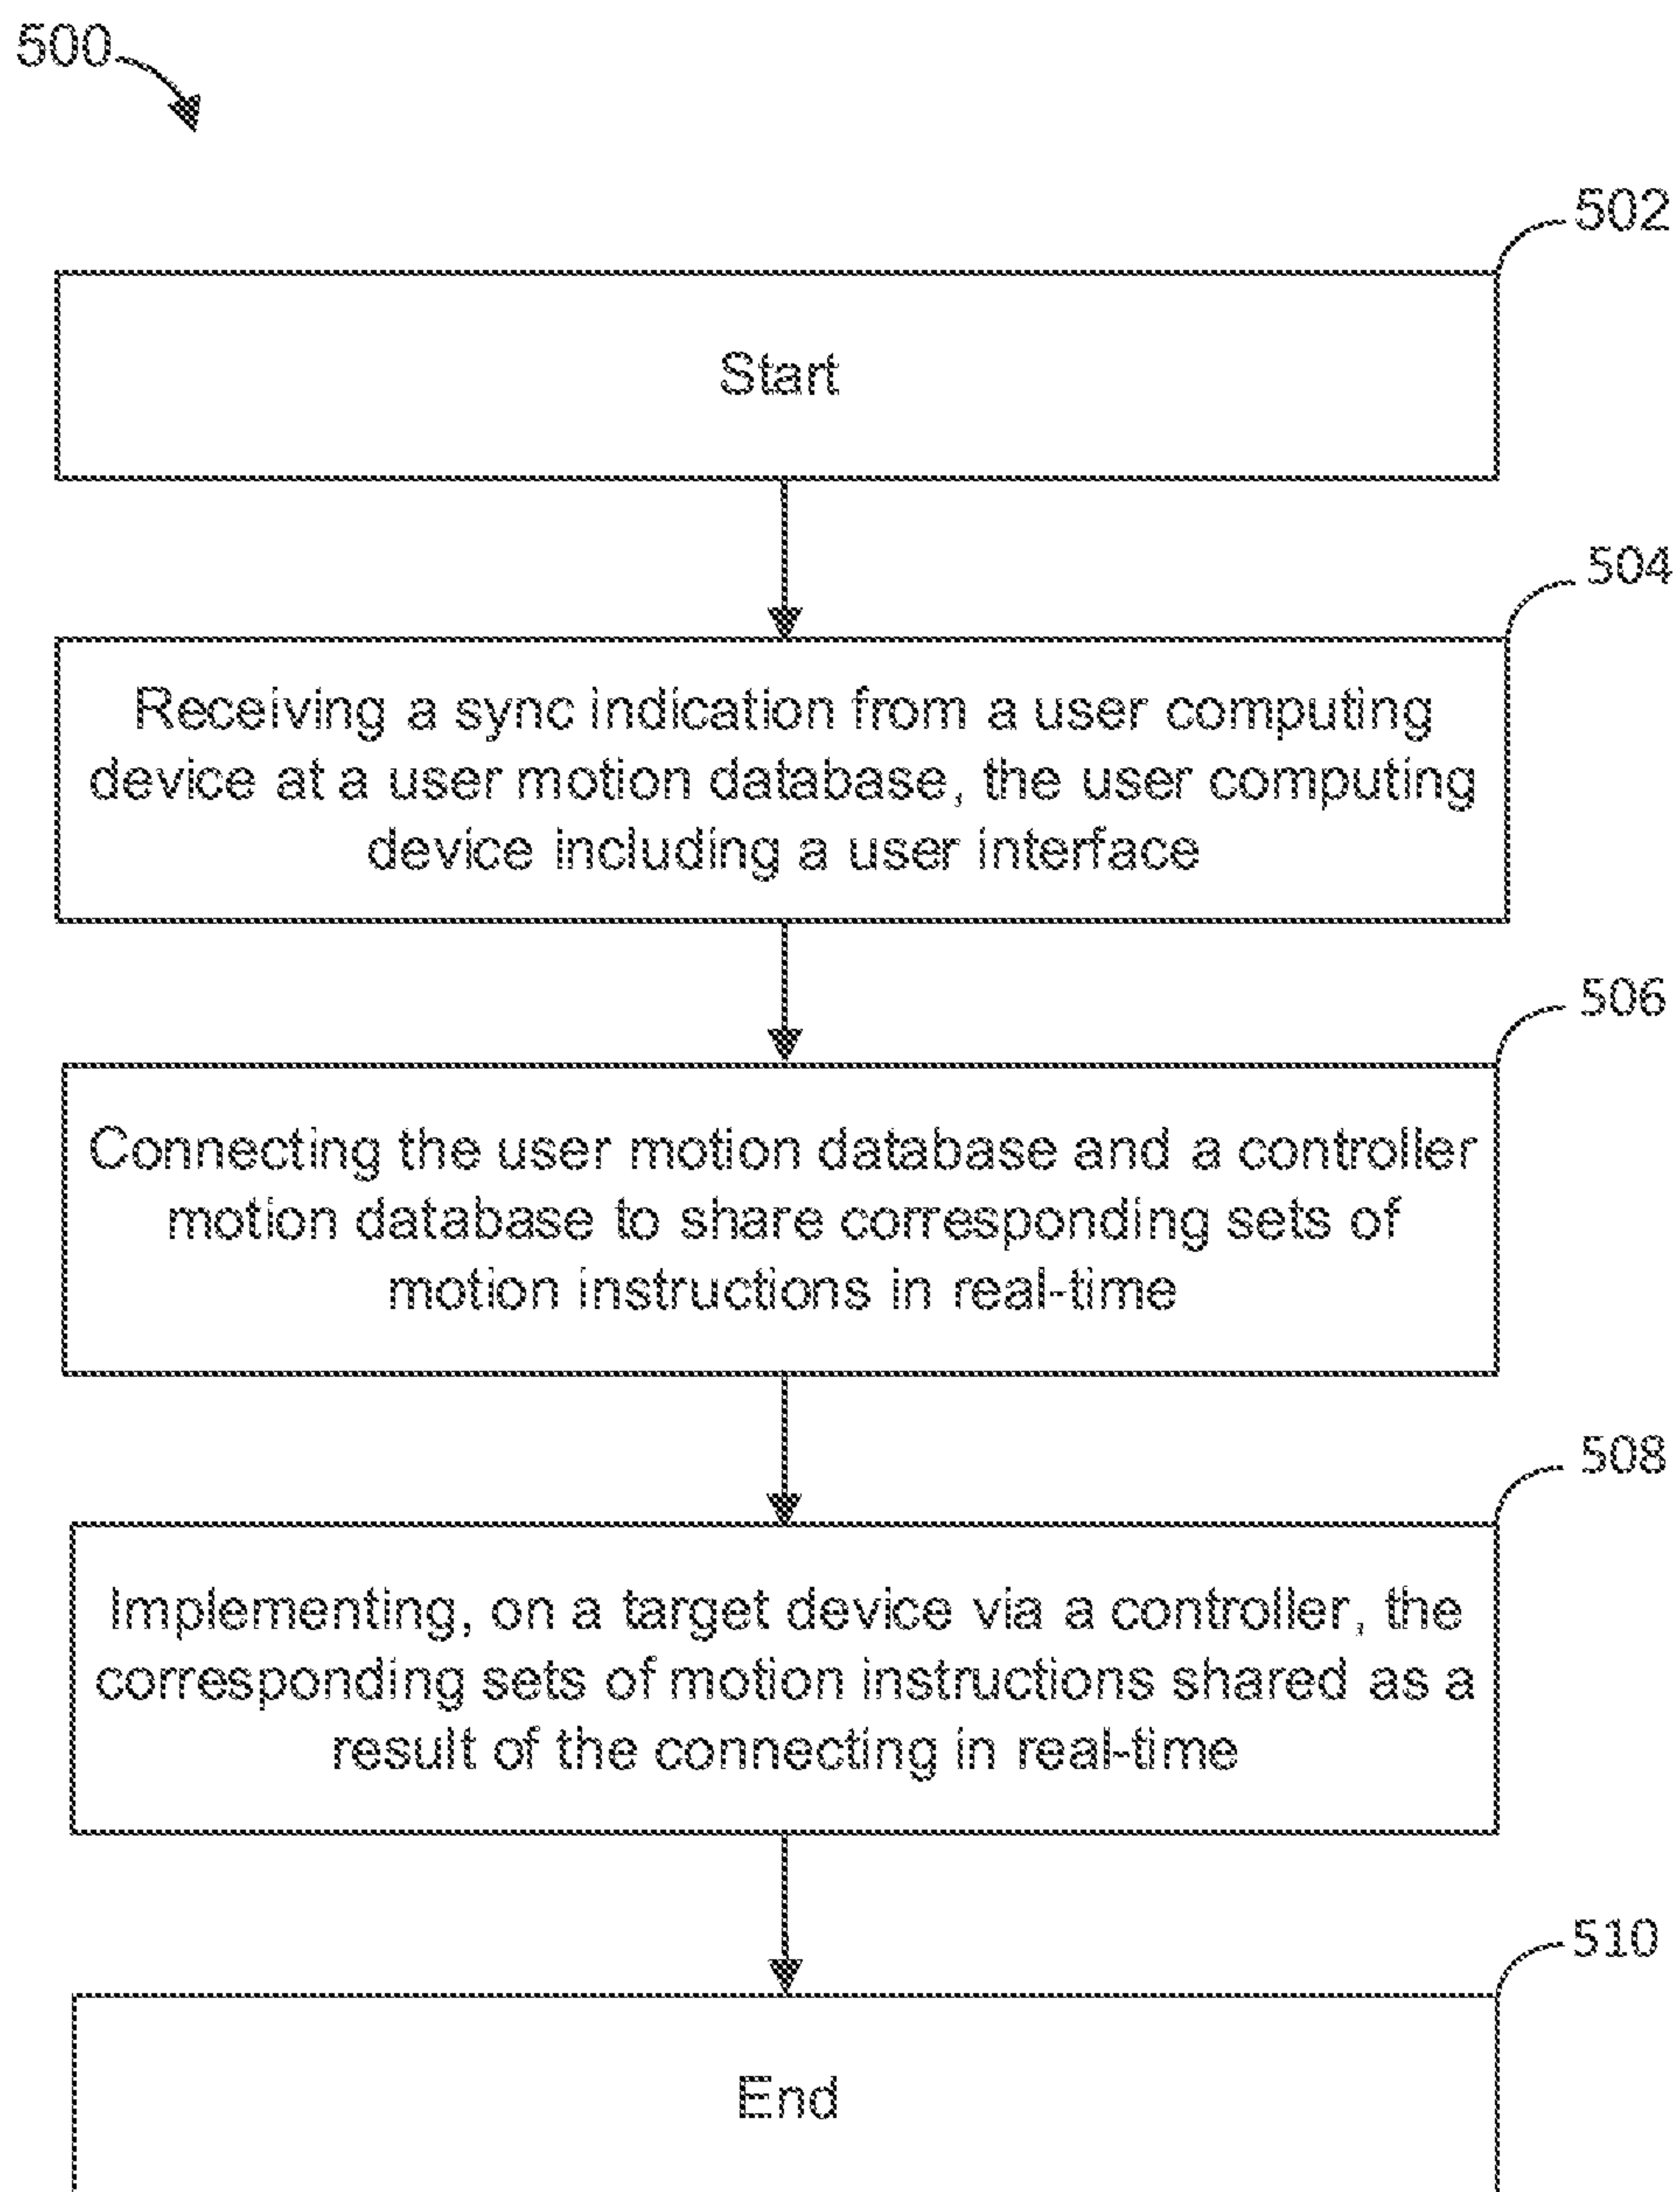 500
502
Start
504
Receiving a sync indication from a user computing
device at a user motion database, the user computing
device including a user interface
506
Connecting the user motion database and a controller
motion database to share corresponding sets of
motion instructions in real-time
508
Implementing, on a target device via a controller, the
corresponding sets of motion instructions shared as a
result of the connecting in real-time
510
End